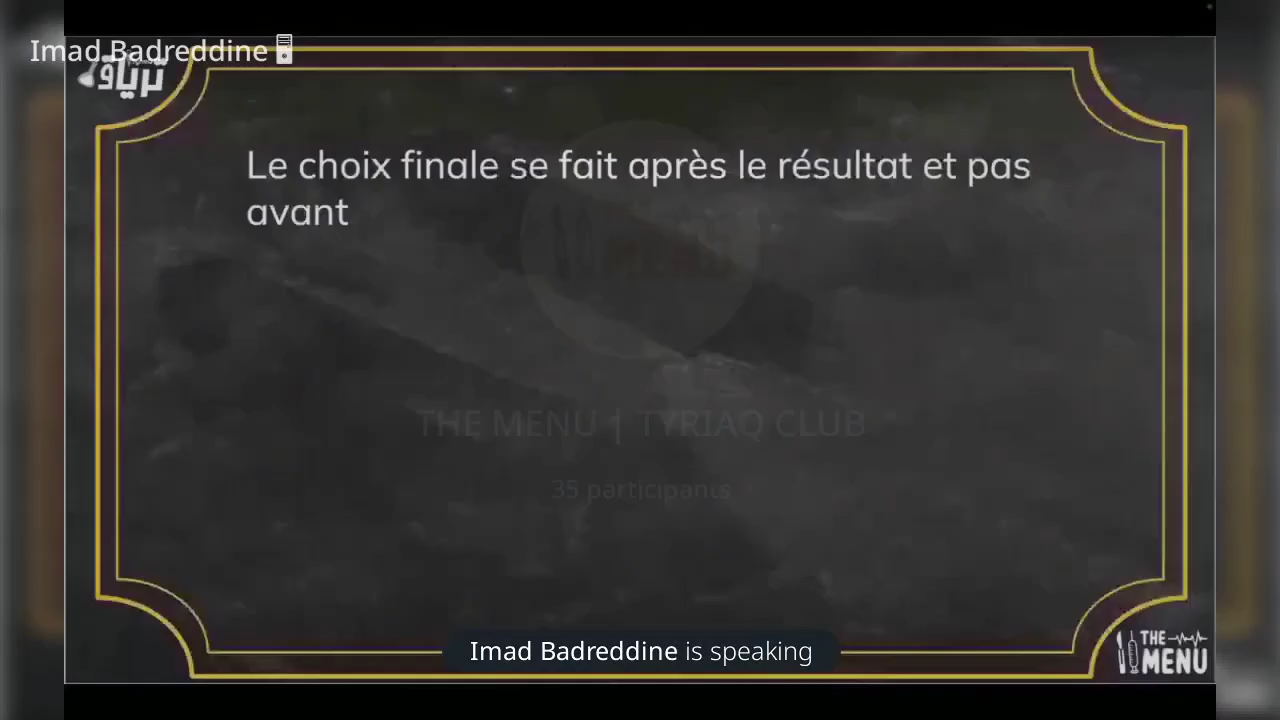 Imad Badreddine
ترياق
Le choix finale se fait après le résultat et pas
avant
THE MENU | TYRIAQ CLUB
35 participants
Imad Badreddine is speaking
THE
MENU